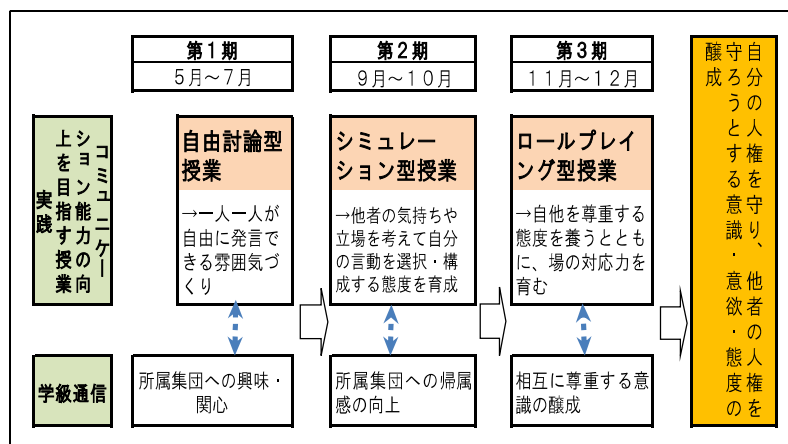 第１期
５月～７月
第２期
９月～１０月
第３期
１１月～１２月
コミュニケー
ション能力の向
上を目指す授業
実践
自由討論型
授業
→一人一人が
自由に発言で
きる雰囲気づ
くり
シミュレー
ション型授業
→他者の気持ちや
立場を考えて自分
の言動を選択・構
成する態度を育成
ロールプレイ
ング型授業
→自他を尊重する
態度を養うととも
に、場の対応力を
育む
学級通信
所属集団への興味・
関心
所属集団への帰属
感の向上
相互に尊重する意
識の醸成
自分の人権を守り、他者の人権を
守ろうとする意識・意欲・態度の
醸成